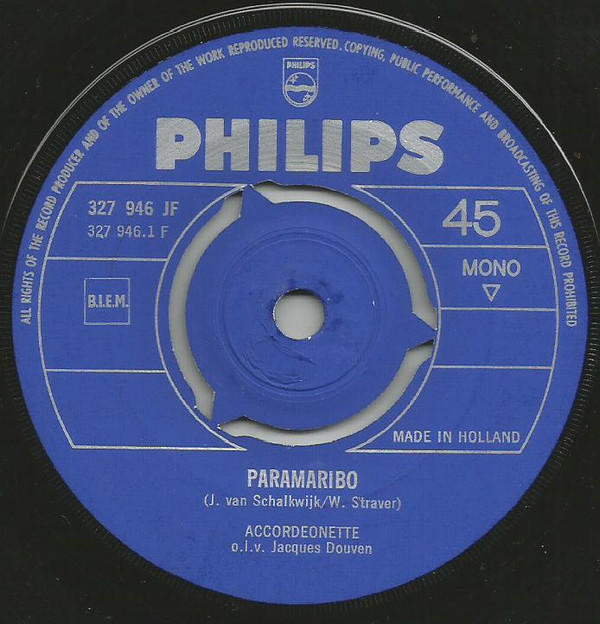 ALL RIGHTS OF THE RECORD PRODUCER AND OF THE OWNER OF THE WORK REPRODUCED RESERVED. COPYING, PUBLIC PERFORMANCE AND BROADCASTING OF THIS RECORD PROHIBITED
PHILIPS
PHILIPS
327 946 JF
327 946.1 F
45
MONO
B.I.E.M.
MADE IN HOLLAND
PARAMARIBO
(J. van Schalkwijk/W. Straver)
ACCORDEONETTE
o.l.v. Jacques Douven